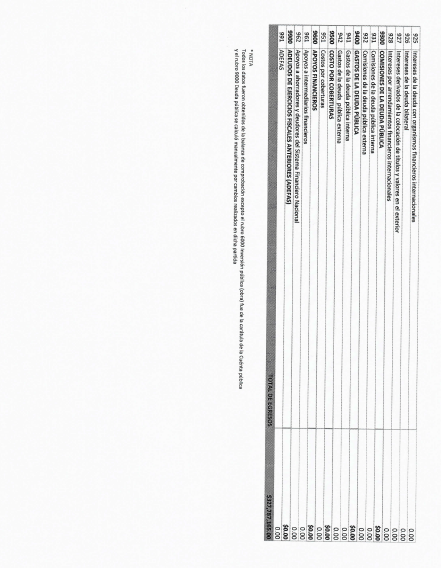 925 Intereses de la deuda con organismos financieros internacionales 0.00
926 Intereses de la deuda bilateral 0.00
927 Intereses derivados de la colocación de títulos y valores en el exterior 0.00
928 Intereses por arrendamientos financieros internacionales 0.00
9300 COMISIONES DE LA DEUDA PÚBLICA $0.00
931 Comisiones de la deuda pública interna 0.00
932 Comisiones de la deuda pública externa 0.00
9400 GASTOS DE LA DEUDA PÚBLICA $0.00
941 Gastos de la deuda pública interna 0.00
942 Gastos de la deuda pública externa 0.00
9500 COSTO POR COBERTURAS $0.00
951 Costos por coberturas 0.00
9600 APOYOS FINANCIEROS $0.00
961 Apoyos a intermediarios financieros 0.00
962 Apoyos a ahorradores y deudores del Sistema Financiero Nacional 0.00
9900 ADEUDOS DE EJERCICIOS FISCALES ANTERIORES (ADEFAS) $0.00
991 ADEFAS 0.00
TOTAL DE EGRESOS
* NOTA
Todos los datos fueron obtenidos de la balanza de comprobación excepto el rubro 6000 Inversión pública (obra) fue de la carátula de la Cuenta pública
y el rubro 9000 Deuda pública se calculó manualmente por cambios realizados en dicha partida